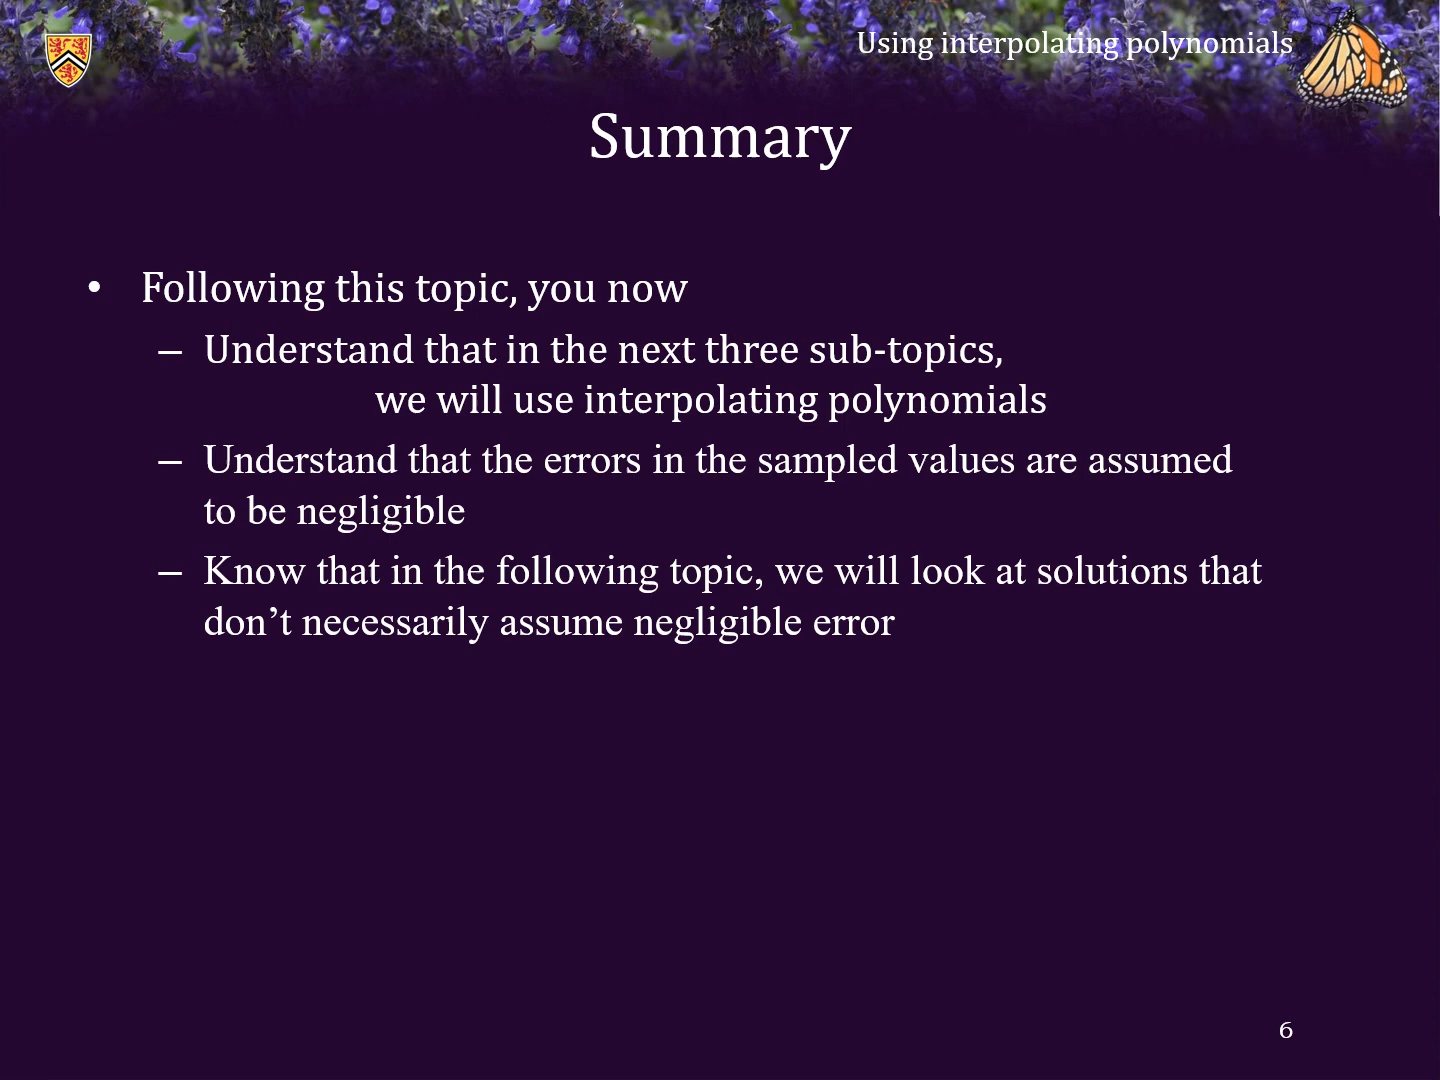 Using interpolating polynomials
Summary
• Following this topic, you now
– Understand that in the next three sub-topics,
we will use interpolating polynomials
– Understand that the errors in the sampled values are assumed
to be negligible
– Know that in the following topic, we will look at solutions that
don’t necessarily assume negligible error
6